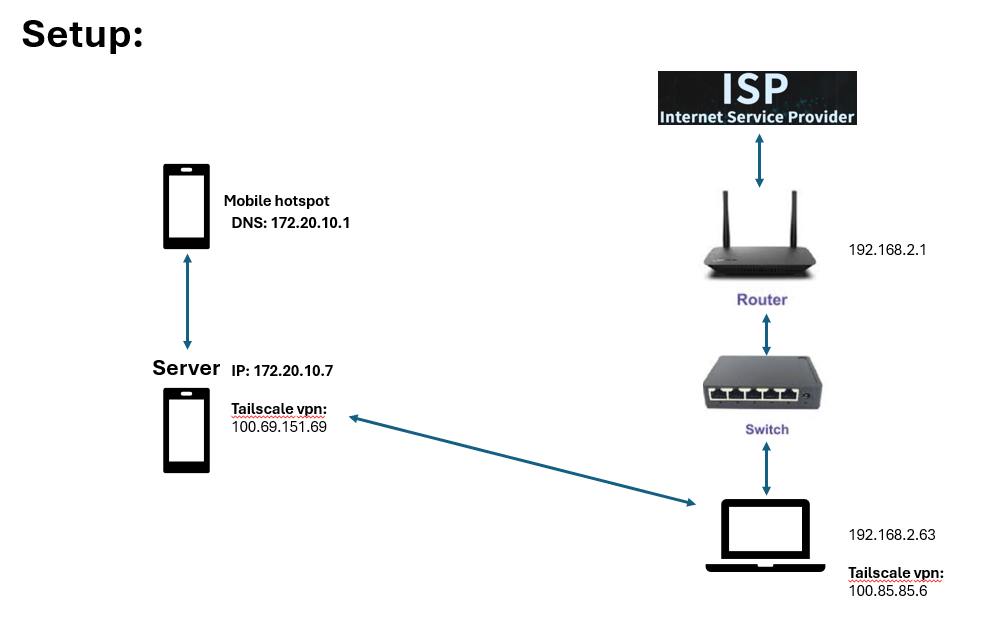 Setup:
ISP
Internet Service Provider
Mobile hotspot
DNS: 172.20.10.1
192.168.2.1
Router
Server
IP: 172.20.10.7
Tailscale vpn:
100.69.151.69
Switch
192.168.2.63
Tailscale vpn:
100.85.85.6